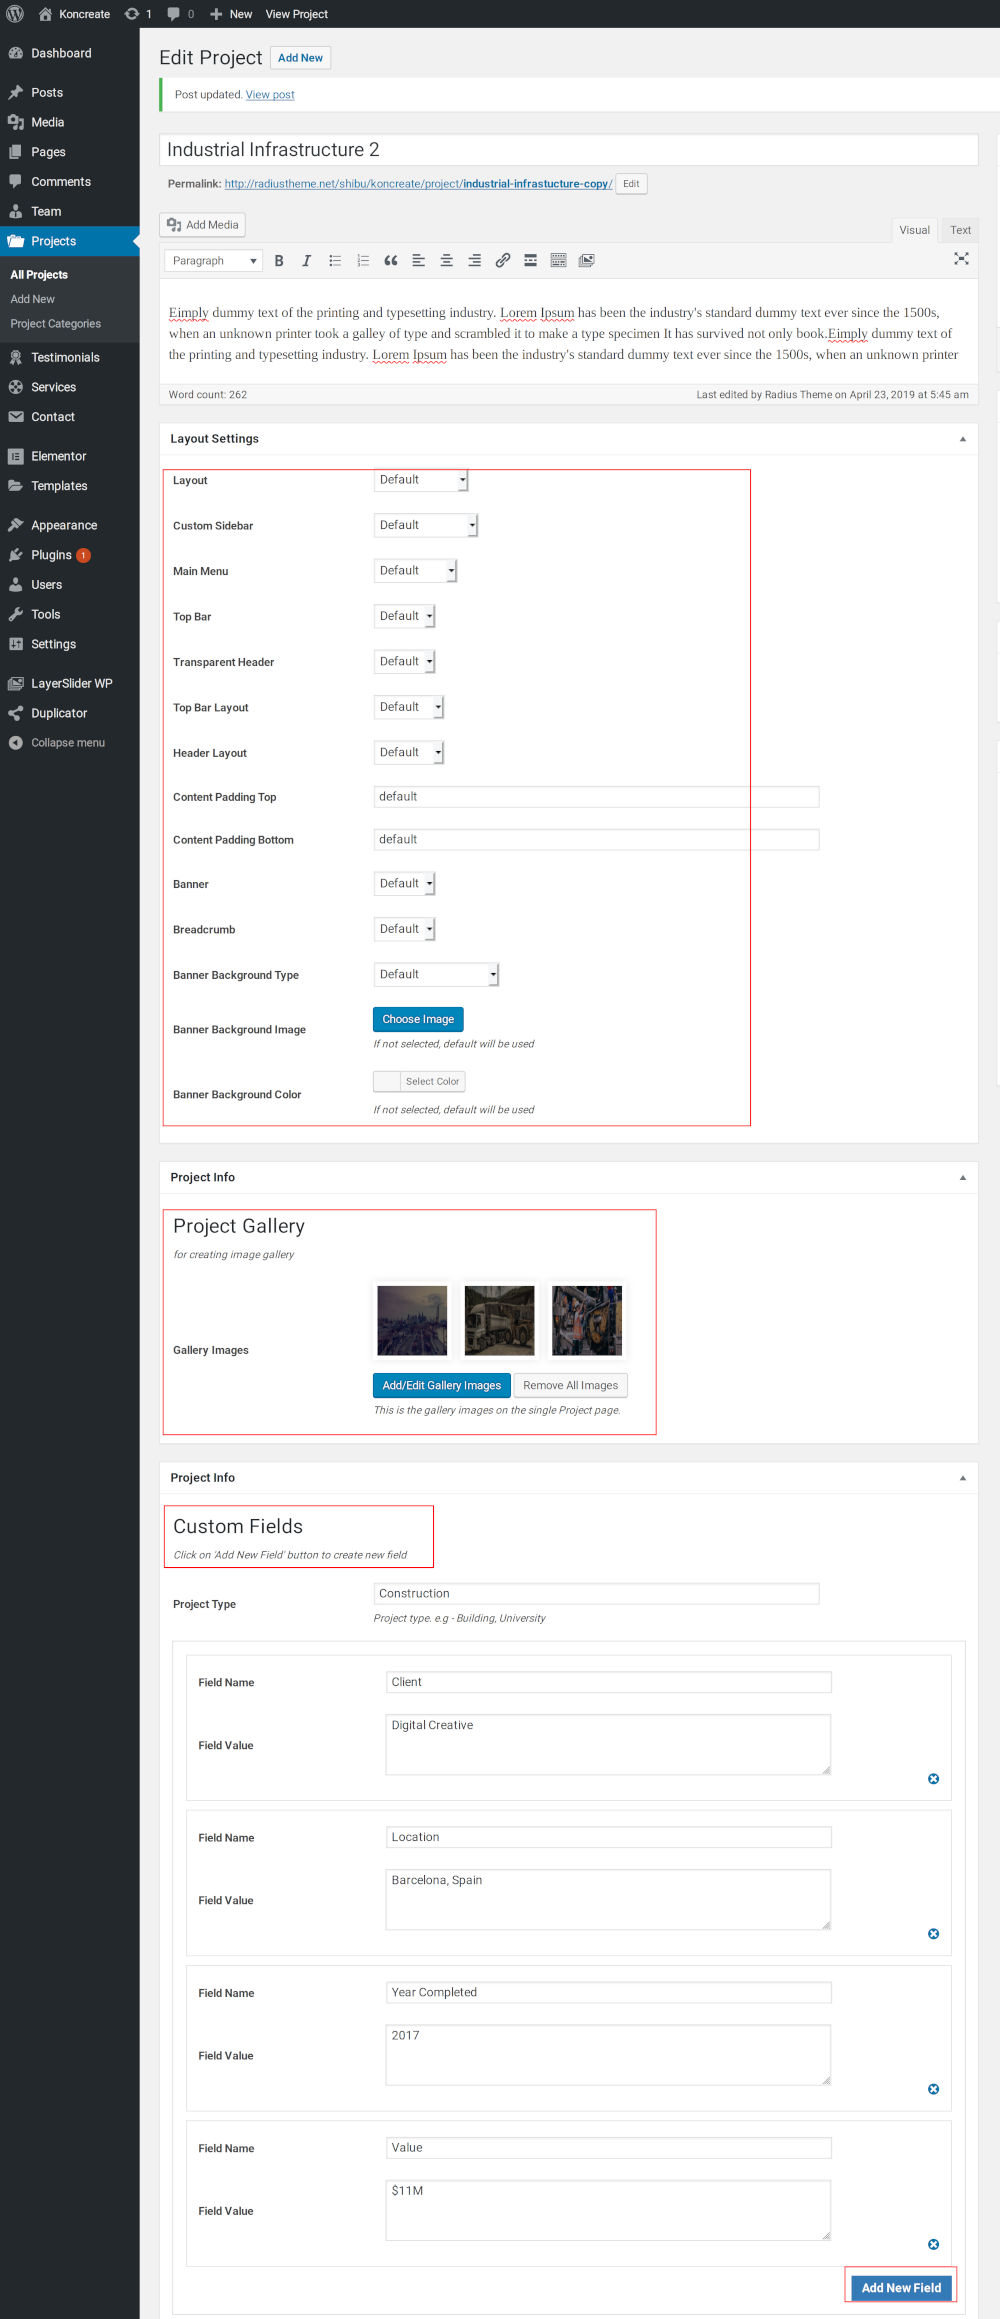 Koncreate 1 0 New View Project
Dashboard
Posts
Media
Pages
Comments
Team
Projects
All Projects
Add New
Project Categories
Testimonials
Services
Contact
Elementor
Templates
Appearance
Plugins 1
Users
Tools
Settings
LayerSlider WP
Duplicator
Collapse menu
Edit Project Add New
Post updated. View post
Industrial Infrastructure 2
Permalink: http://radiustheme.net/shibu/koncreate/project/industrial-infrastucture-copy/ Edit
Add Media
Visual Text
Paragraph
Eimply dummy text of the printing and typesetting industry. Lorem Ipsum has been the industry's standard dummy text ever since the 1500s,
when an unknown printer took a galley of type and scrambled it to make a type specimen It has survived not only book.Eimply dummy text of
the printing and typesetting industry. Lorem Ipsum has been the industry's standard dummy text ever since the 1500s, when an unknown printer
Word count: 262 Last edited by Radius Theme on April 23, 2019 at 5:45 am
Layout Settings
Layout Default
Custom Sidebar Default
Main Menu Default
Top Bar Default
Transparent Header Default
Top Bar Layout Default
Header Layout Default
Content Padding Top default
Content Padding Bottom default
Banner Default
Breadcrumb Default
Banner Background Type Default
Banner Background Image Choose Image
If not selected, default will be used
Banner Background Color Select Color
If not selected, default will be used
Project Info
Project Gallery
for creating image gallery
Gallery Images
Add/Edit Gallery Images Remove All Images
This is the gallery images on the single Project page.
Project Info
Custom Fields
Click on 'Add New Field' button to create new field
Project Type Construction
Project type. e.g - Building, University
Field Name Client
Field Value Digital Creative
Field Name Location
Field Value Barcelona, Spain
Field Name Year Completed
Field Value 2017
Field Name Value
Field Value $11M
Add New Field